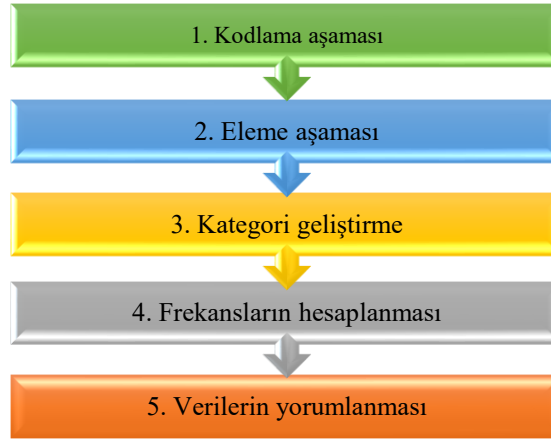 1. Kodlama aşaması
2. Eleme aşaması
3. Kategori geliştirme
4. Frekansların hesaplanması
5. Verilerin yorumlanması